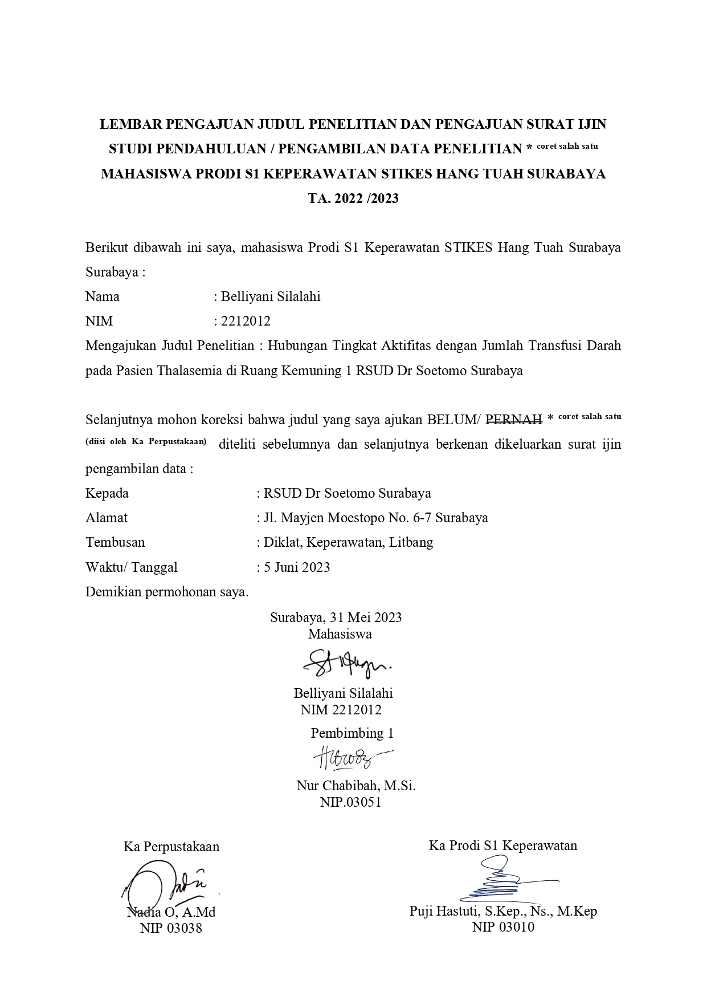 LEMBAR PENGAJUAN JUDUL PENELITIAN DAN PENGAJUAN SURAT IJIN
STUDI PENDAHULUAN / PENGAMBILAN DATA PENELITIAN * coret salah satu
MAHASISWA PRODI S1 KEPERAWATAN STIKES HANG TUAH SURABAYA
TA. 2022 /2023
Berikut dibawah ini saya, mahasiswa Prodi S1 Keperawatan STIKES Hang Tuah Surabaya
Surabaya :
Nama : Belliyani Silalahi
NIM : 2212012
Mengajukan Judul Penelitian : Hubungan Tingkat Aktifitas dengan Jumlah Transfusi Darah
pada Pasien Thalasemia di Ruang Kemuning 1 RSUD Dr Soetomo Surabaya
Selanjutnya mohon koreksi bahwa judul yang saya ajukan BELUM/ PERNAH * coret salah satu
(diisi oleh Ka Perpustakaan) diteliti sebelumnya dan selanjutnya berkenan dikeluarkan surat ijin
pengambilan data :
Kepada : RSUD Dr Soetomo Surabaya
Alamat : Jl. Mayjen Moestopo No. 6-7 Surabaya
Tembusan : Diklat, Keperawatan, Litbang
Waktu/ Tanggal : 5 Juni 2023
Demikian permohonan saya.
Surabaya, 31 Mei 2023
Mahasiswa
Belliyani Silalahi
NIM 2212012
Pembimbing 1
Nur Chabibah, M.Si.
NIP.03051
Ka Perpustakaan
Nadia O, A.Md
NIP 03038
Ka Prodi S1 Keperawatan
Puji Hastuti, S.Kep., Ns., M.Kep
NIP 03010